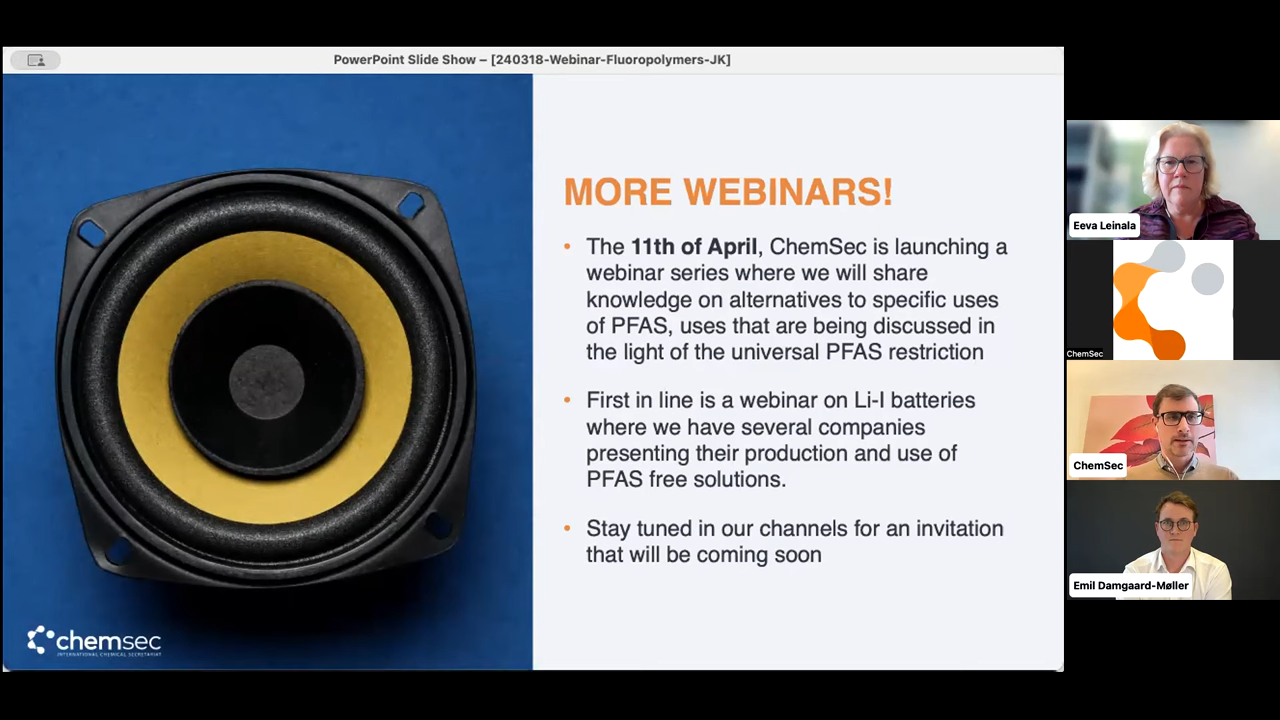 PowerPoint Slide Show – [240318-Webinar-Fluoropolymers-JK]
MORE WEBINARS!
• The 11th of April, ChemSec is launching a
webinar series where we will share
knowledge on alternatives to specific uses
of PFAS, uses that are being discussed in
the light of the universal PFAS restriction
• First in line is a webinar on Li-I batteries
where we have several companies
presenting their production and use of
PFAS free solutions.
• Stay tuned in our channels for an invitation
that will be coming soon
chemsec
INTERNATIONAL CHEMICAL SECRETARIAT
Eeva Leinala
ChemSec
ChemSec
Emil Damgaard-Møller